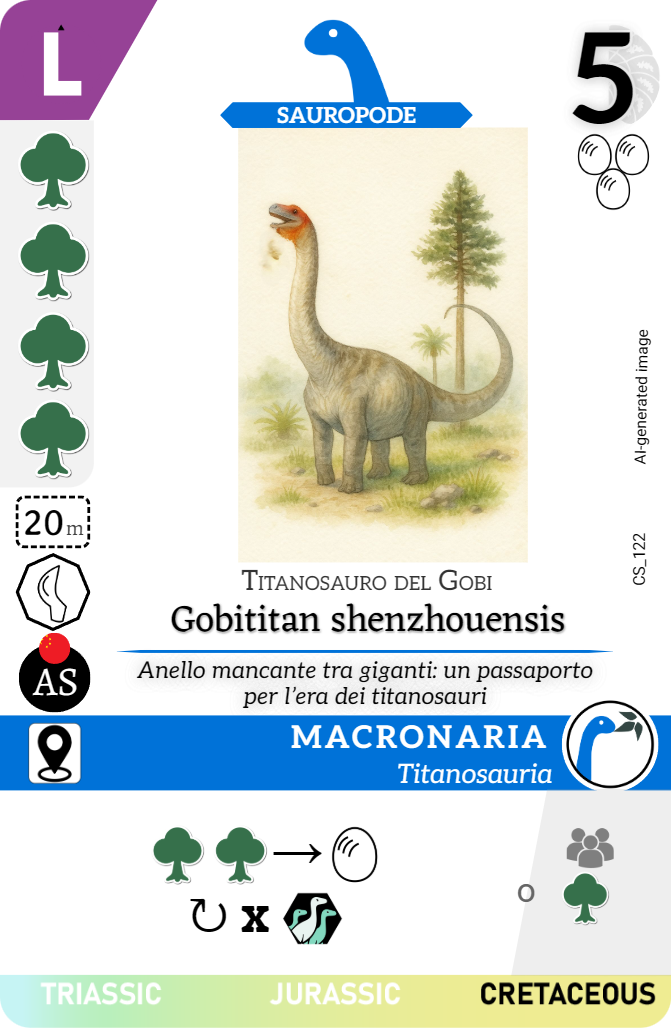 L
5
SAUROPODE
AI-generated image
CS_122
20 m
AS
Titanosauro del Gobi
Gobititan shenzhouensis
Anello mancante tra giganti: un passaporto
per l'era dei titanosauri
MACRONARIA
Titanosauria
x
O
TRIASSIC
JURASSIC
CRETACEOUS